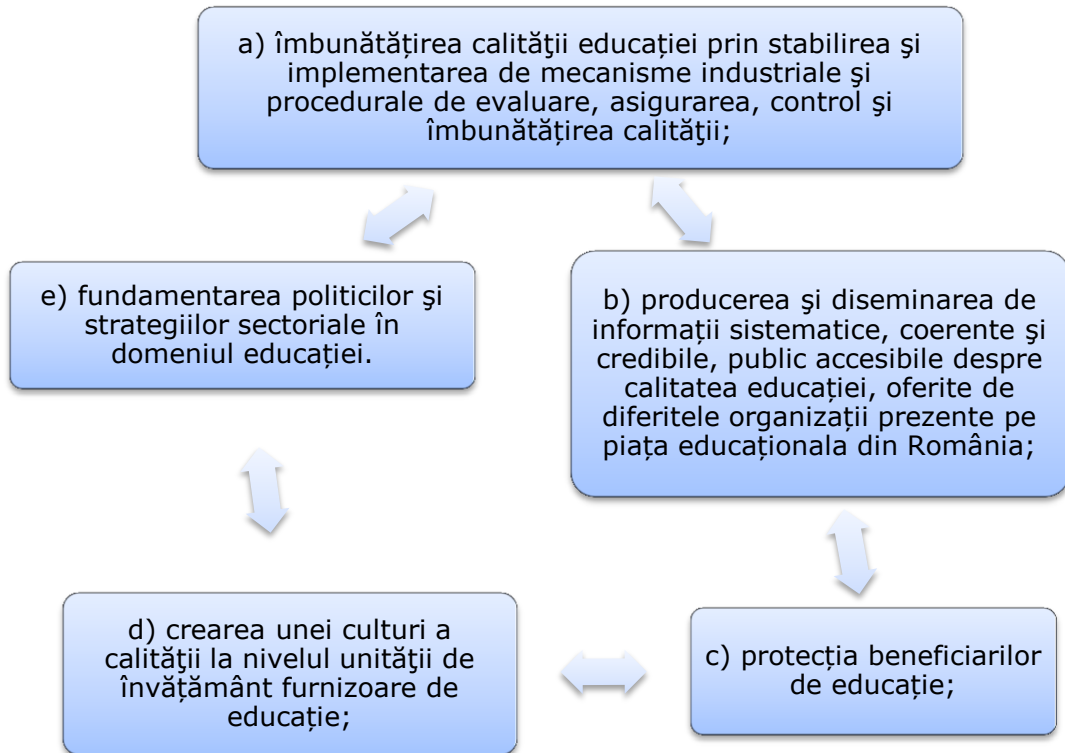 a) îmbunătățirea calităţii educației prin stabilirea şi
implementarea de mecanisme industriale şi
procedurale de evaluare, asigurarea, control şi
îmbunătățirea calităţii;
e) fundamentarea politicilor şi
strategiilor sectoriale în
domeniul educației.
b) producerea şi diseminarea de
informații sistematice, coerente şi
credibile, public accesibile despre
calitatea educației, oferite de
diferitele organizații prezente pe
piața educaționala din România;
d) crearea unei culturi a
calităţii la nivelul unităţii de
învățământ furnizoare de
educație;
c) protecția beneficiarilor
de educație;